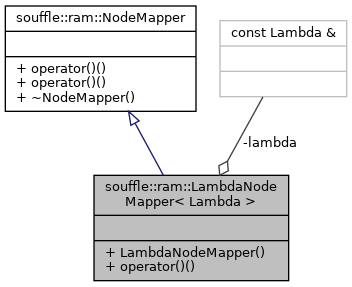 souffle::ram::NodeMapper
+ operator()()
+ operator()()
+ ~NodeMapper()
const Lambda &
-lambda
souffle::ram::LambdaNode
Mapper< Lambda >
+ LambdaNodeMapper()
+ operator()()